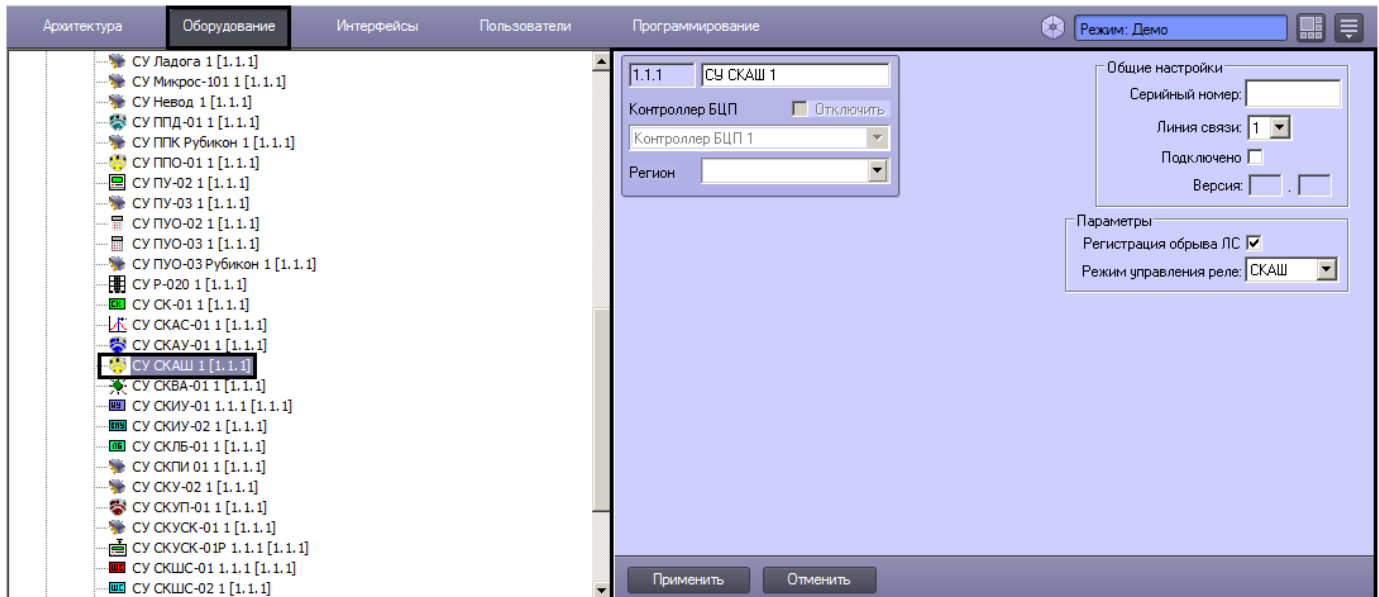 Архитектура Оборудование Интерфейсы Пользователи Программирование Режим: Демо
СУ Ладога 1 [1.1.1]
СУ Микрос-101 1 [1.1.1]
СУ Невод 1 [1.1.1]
СУ ППД-01 1 [1.1.1]
СУ ППК Рубикон 1 [1.1.1]
СУ ППО-01 1 [1.1.1]
СУ ПУ-02 1 [1.1.1]
СУ ПУ-03 1 [1.1.1]
СУ ПУО-02 1 [1.1.1]
СУ ПУО-03 1 [1.1.1]
СУ ПУО-03 Рубикон 1 [1.1.1]
СУ Р-020 1 [1.1.1]
СУ СК-01 1 [1.1.1]
СУ СКАС-01 1 [1.1.1]
СУ СКАУ-01 1 [1.1.1]
СУ СКАШ 1 [1.1.1]
СУ СКВА-01 1 [1.1.1]
СУ СКИУ-01 1.1.1 [1.1.1]
СУ СКИУ-02 1 [1.1.1]
СУ СКЛБ-01 1 [1.1.1]
СУ СКПИ 01 1 [1.1.1]
СУ СКУ-02 1 [1.1.1]
СУ СКУП-01 1 [1.1.1]
СУ СКУСК-01 1 [1.1.1]
СУ СКУСК-01Р 1.1.1 [1.1.1]
СУ СКШС-01 1.1.1 [1.1.1]
СУ СКШС-02 1 [1.1.1]
1.1.1 СУ СКАШ 1
Контроллер БЦП Отключить
Контроллер БЦП 1
Регион
Общие настройки
Серийный номер:
Линия связи: 1
Подключено
Версия: .
Параметры
Регистрация обрыва ЛС
Режим управления реле: СКАШ
Применить Отменить